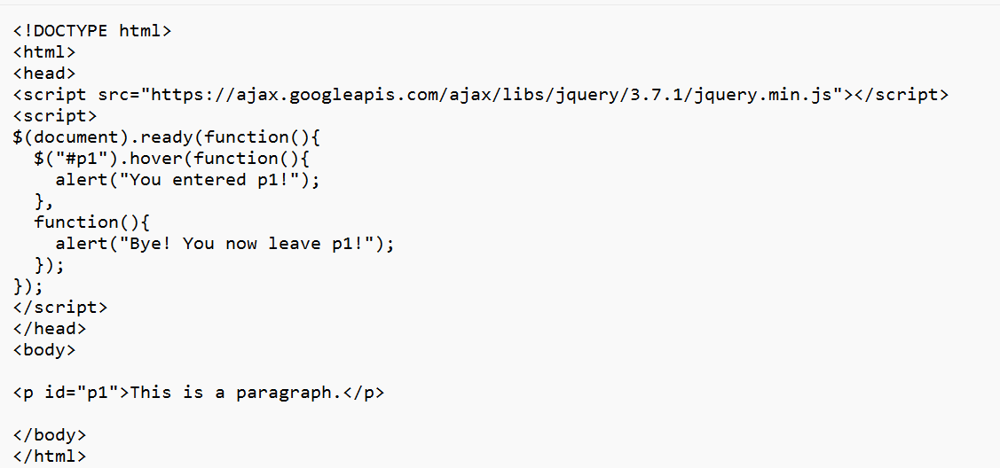 <!DOCTYPE html>
<html>
<head>
<script src="https://ajax.googleapis.com/ajax/libs/jquery/3.7.1/jquery.min.js"></script>
<script>
$(document).ready(function(){
  $("#p1").hover(function(){
    alert("You entered p1!");
  },
  function(){
    alert("Bye! You now leave p1!");
  });
});
</script>
</head>
<body>

<p id="p1">This is a paragraph.</p>

</body>
</html>